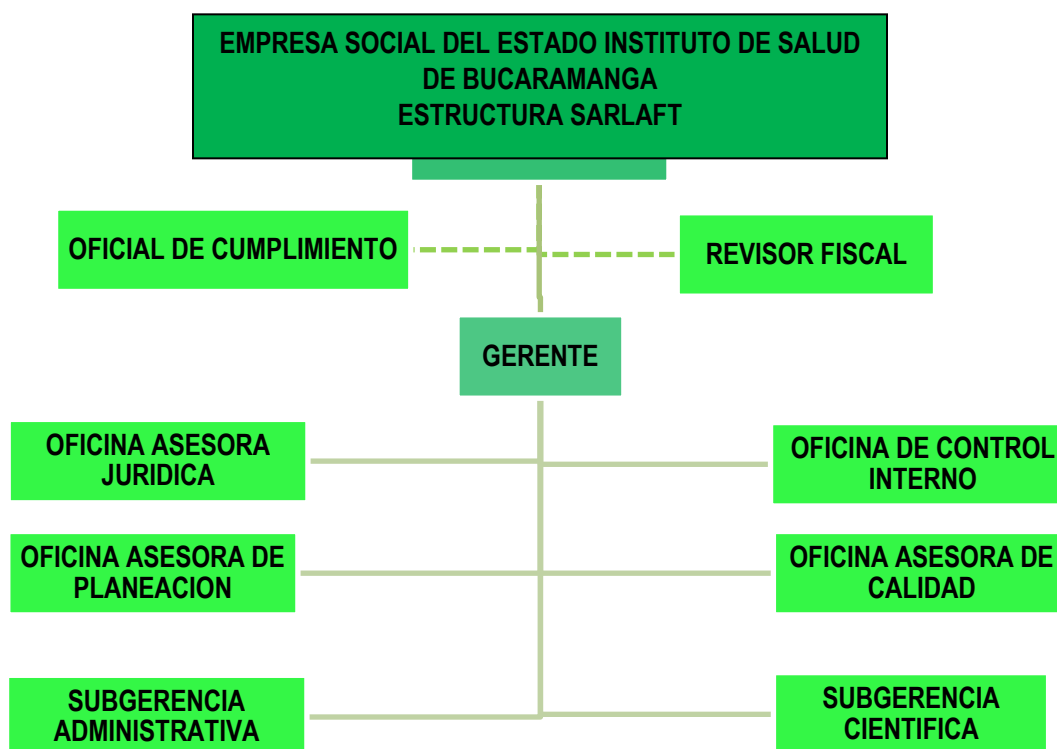 EMPRESA SOCIAL DEL ESTADO INSTITUTO DE SALUD
DE BUCARAMANGA
ESTRUCTURA SARLAFT
OFICIAL DE CUMPLIMIENTO
REVISOR FISCAL
GERENTE
OFICINA ASESORA
JURIDICA
OFICINA DE CONTROL
INTERNO
OFICINA ASESORA DE
PLANEACION
OFICINA ASESORA DE
CALIDAD
SUBGERENCIA
ADMINISTRATIVA
SUBGERENCIA
CIENTIFICA